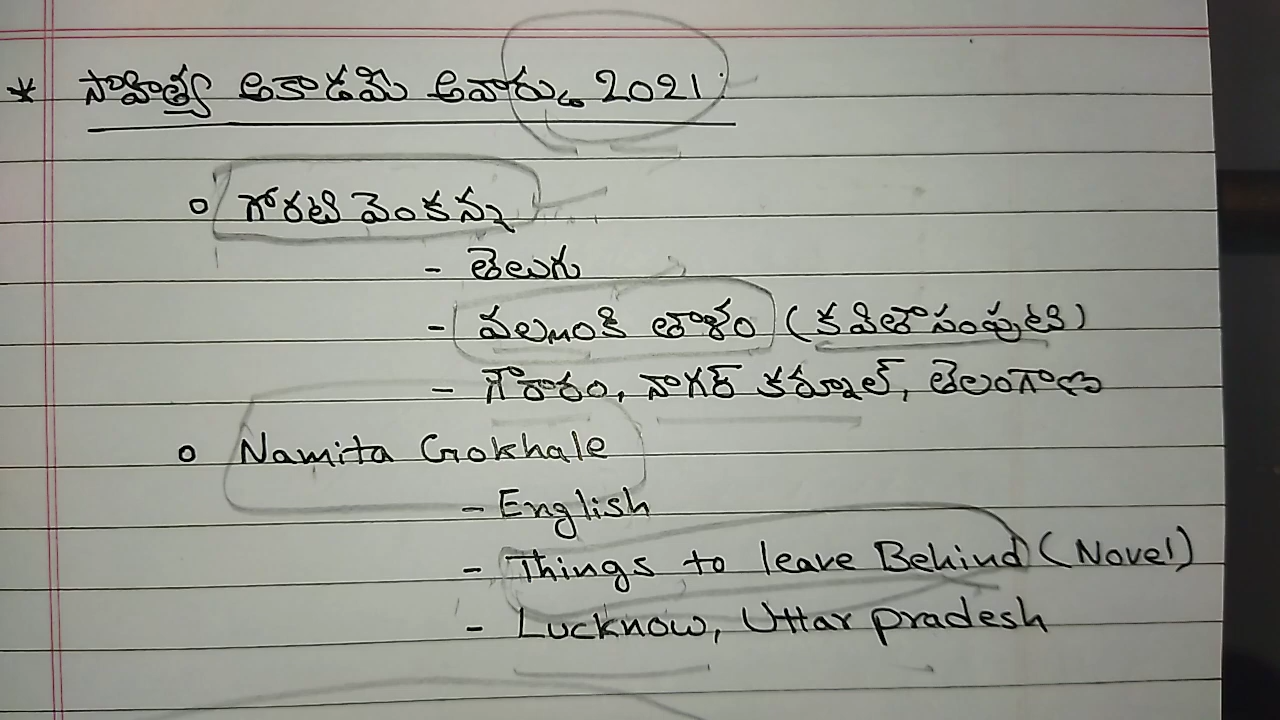 * సాహిత్య అకాడమీ అవార్డు 2021
o గోరటి వెంకన్న
- తెలుగు
- వల్లంకి తాళం (కవితా సంపుటి)
- గౌరారం, నాగర్ కర్నూల్, తెలంగాణ
o Namita Gokhale
- English
- Things to leave Behind (Novel)
- Lucknow, Uttar pradesh